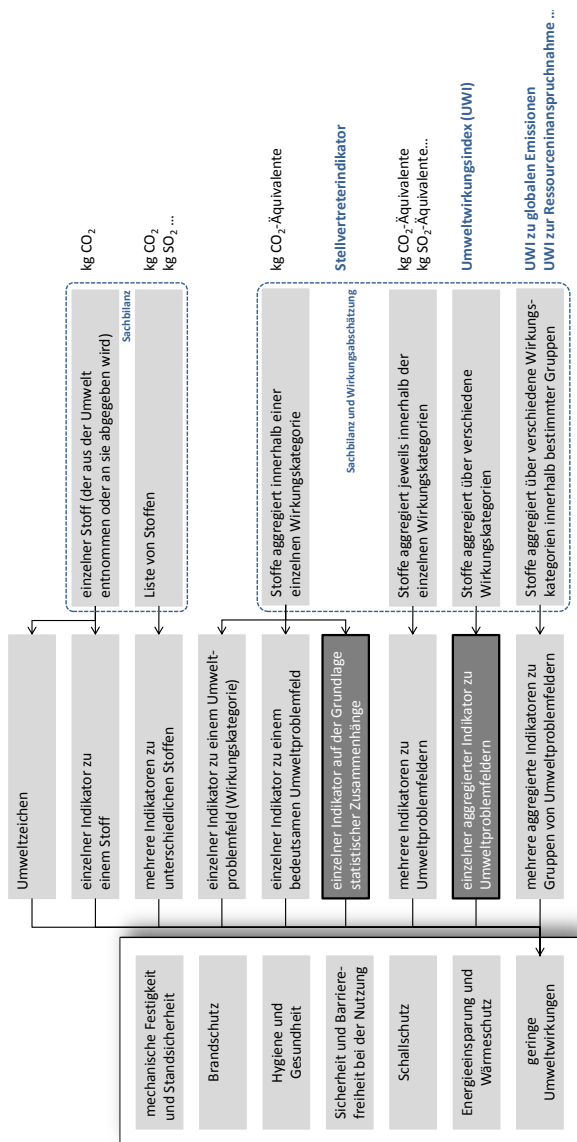 mechanische Festigkeit
und Standsicherheit
Brandschutz
Hygiene und
Gesundheit
Sicherheit und Barriere-
freiheit bei der Nutzung
Schallschutz
Energieeinsparung und
Wärmeschutz
geringe
Umweltwirkungen
Umweltzeichen
einzelner Indikator zu
einem Stoff
mehrere Indikatoren zu
unterschiedlichen Stoffen
einzelner Indikator zu einem Umwelt-
problemfeld (Wirkungskategorie)
einzelner Indikator zu einem
bedeutsamen Umweltproblemfeld
einzelner Indikator auf der Grundlage
statistischer Zusammenhänge
mehrere Indikatoren zu
Umweltproblemfeldern
einzelner aggregierter Indikator zu
Umweltproblemfeldern
mehrere aggregierte Indikatoren zu
Gruppen von Umweltproblemfeldern
einzelner Stoff (der aus der Umwelt
entnommen oder an sie abgegeben wird)
Sachbilanz
Liste von Stoffen
Stoffe aggregiert innerhalb einer
einzelnen Wirkungskategorie
Sachbilanz und Wirkungsabschätzung
Stoffe aggregiert jeweils innerhalb der
einzelnen Wirkungskategorien
Stoffe aggregiert über verschiedene
Wirkungskategorien
Stoffe aggregiert über verschiedene Wirkungs-
kategorien innerhalb bestimmter Gruppen
kg CO₂
kg CO₂
kg SO₂ ...
kg CO₂-Äquivalente
Stellvertreterindikator
kg CO₂-Äquivalente
kg SO₂-Äquivalente...
Umweltwirkungsindex (UWI)
UWI zu globalen Emissionen
UWI zur Ressourceninanspruchnahme ...